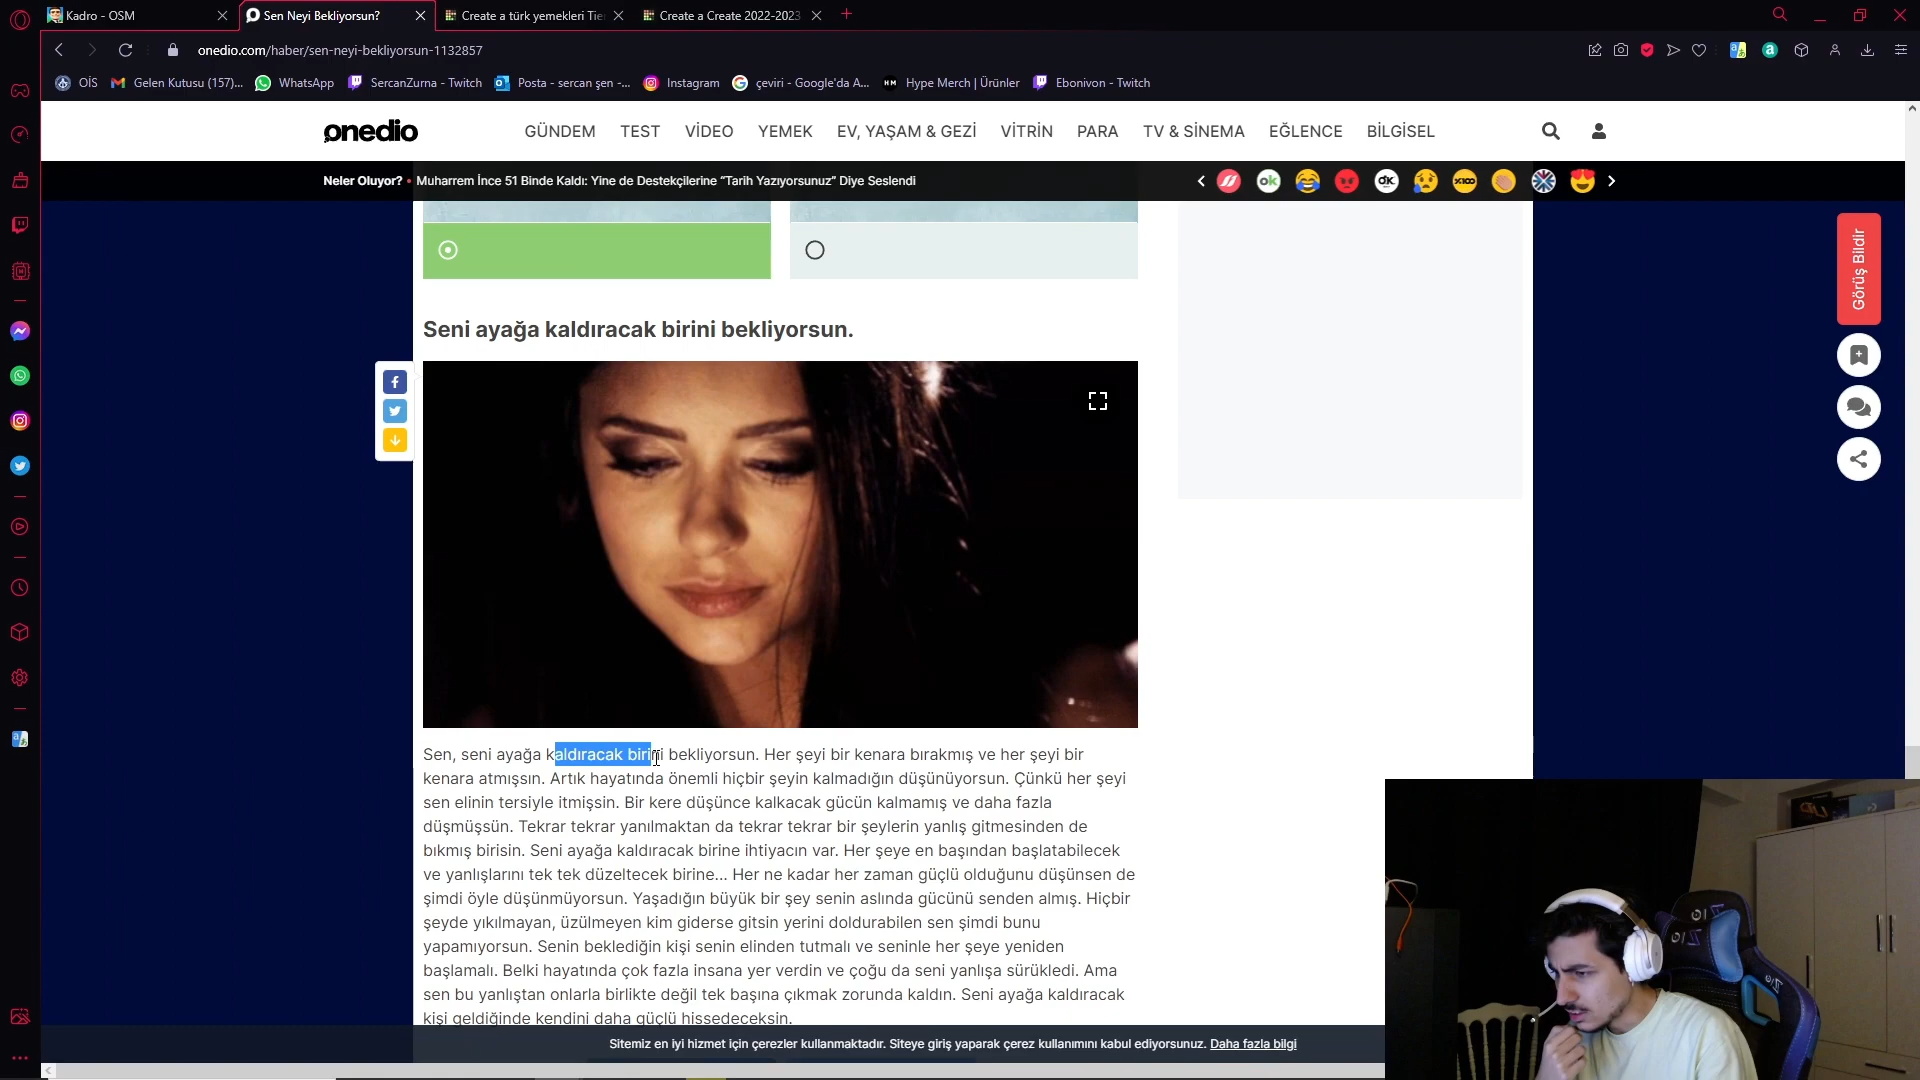 Kadro - OSM
Sen Neyi Bekliyorsun?
Create a türk yemekleri Tie
Create a Create 2022-2023
onedio.com/haber/sen-neyi-bekliyorsun-1132857
OİS
Gelen Kutusu (157)...
WhatsApp
SercanZurna - Twitch
Posta - sercan şen -...
Instagram
çeviri - Google'da A...
HM
Hype Merch | Ürünler
Ebonivon - Twitch
onedio
GÜNDEM
TEST
VİDEO
YEMEK
EV, YAŞAM & GEZİ
VİTRİN
PARA
TV & SİNEMA
EĞLENCE
BİLGİSEL
Neler Oluyor? • Muharrem İnce 51 Binde Kaldı: Yine de Destekçilerine “Tarih Yazıyorsunuz” Diye Seslendi
ok
x100
Görüş Bildir
Seni ayağa kaldıracak birini bekliyorsun.
Sen, seni ayağa kaldıracak birini bekliyorsun. Her şeyi bir kenara bırakmış ve her şeyi bir
kenara atmışsın. Artık hayatında önemli hiçbir şeyin kalmadığın düşünüyorsun. Çünkü her şeyi
sen elinin tersiyle itmişsin. Bir kere düşünce kalkacak gücün kalmamış ve daha fazla
düşmüşsün. Tekrar tekrar yanılmaktan da tekrar tekrar bir şeylerin yanlış gitmesinden de
bıkmış birisin. Seni ayağa kaldıracak birine ihtiyacın var. Her şeye en başından başlatabilecek
ve yanlışlarını tek tek düzeltecek birine... Her ne kadar her zaman güçlü olduğunu düşünsen de
şimdi öyle düşünmüyorsun. Yaşadığın büyük bir şey senin aslında gücünü senden almış. Hiçbir
şeyde yıkılmayan, üzülmeyen kim giderse gitsin yerini doldurabilen sen şimdi bunu
yapamıyorsun. Senin beklediğin kişi senin elinden tutmalı ve seninle her şeye yeniden
başlamalı. Belki hayatında çok fazla insana yer verdin ve çoğu da seni yanlışa sürükledi. Ama
sen bu yanlıştan onlarla birlikte değil tek başına çıkmak zorunda kaldın. Seni ayağa kaldıracak
kişi geldiğinde kendini daha güçlü hissedeceksin.
Sitemiz en iyi hizmet için çerezler kullanmaktadır. Siteye giriş yaparak çerez kullanımını kabul ediyorsunuz. Daha fazla bilgi